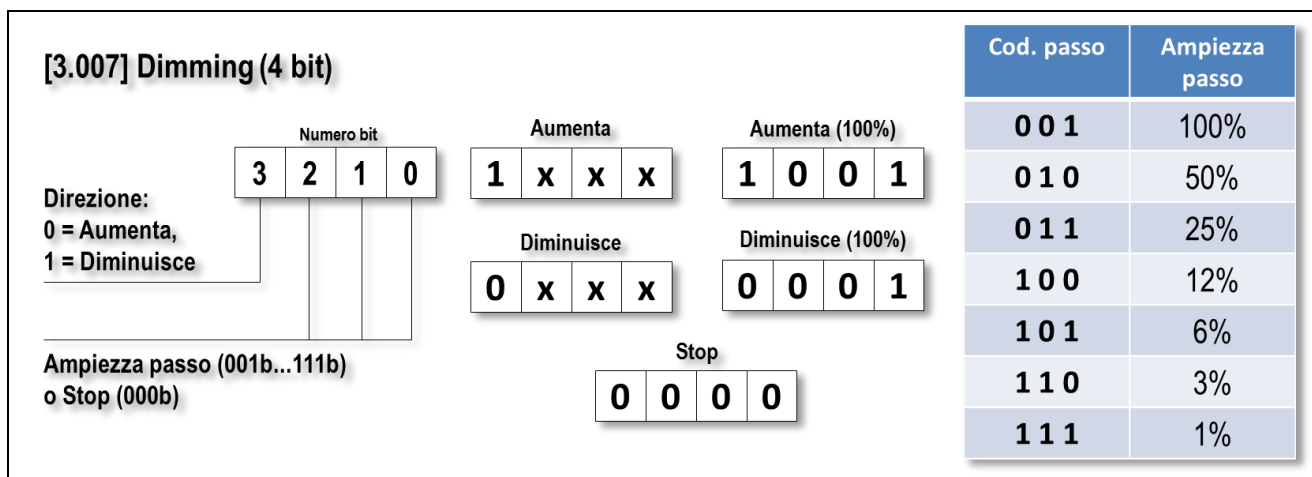 [3.007] Dimming (4 bit)
Numero bit
3 2 1 0
Direzione:
0 = Aumenta,
1 = Diminuisce
Ampiezza passo (001b...111b)
o Stop (000b)
Aumenta
1 x x x
Aumenta (100%)
1 0 0 1
Diminuisce
0 x x x
Diminuisce (100%)
0 0 0 1
Stop
0 0 0 0
Cod. passo Ampiezza
passo
0 0 1 100%
0 1 0 50%
0 1 1 25%
1 0 0 12%
1 0 1 6%
1 1 0 3%
1 1 1 1%